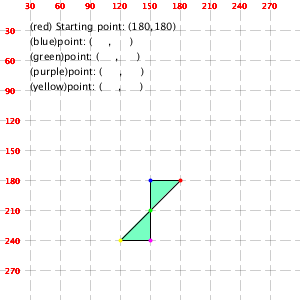 30 60 90 120 150 180 210 240 270
30
(red) Starting point: (180,180)
(blue)point: ( , )
(green)point: ( , )
60
(purple)point: ( , )
(yellow)point: ( , )
90
120
150
180
210
240
270